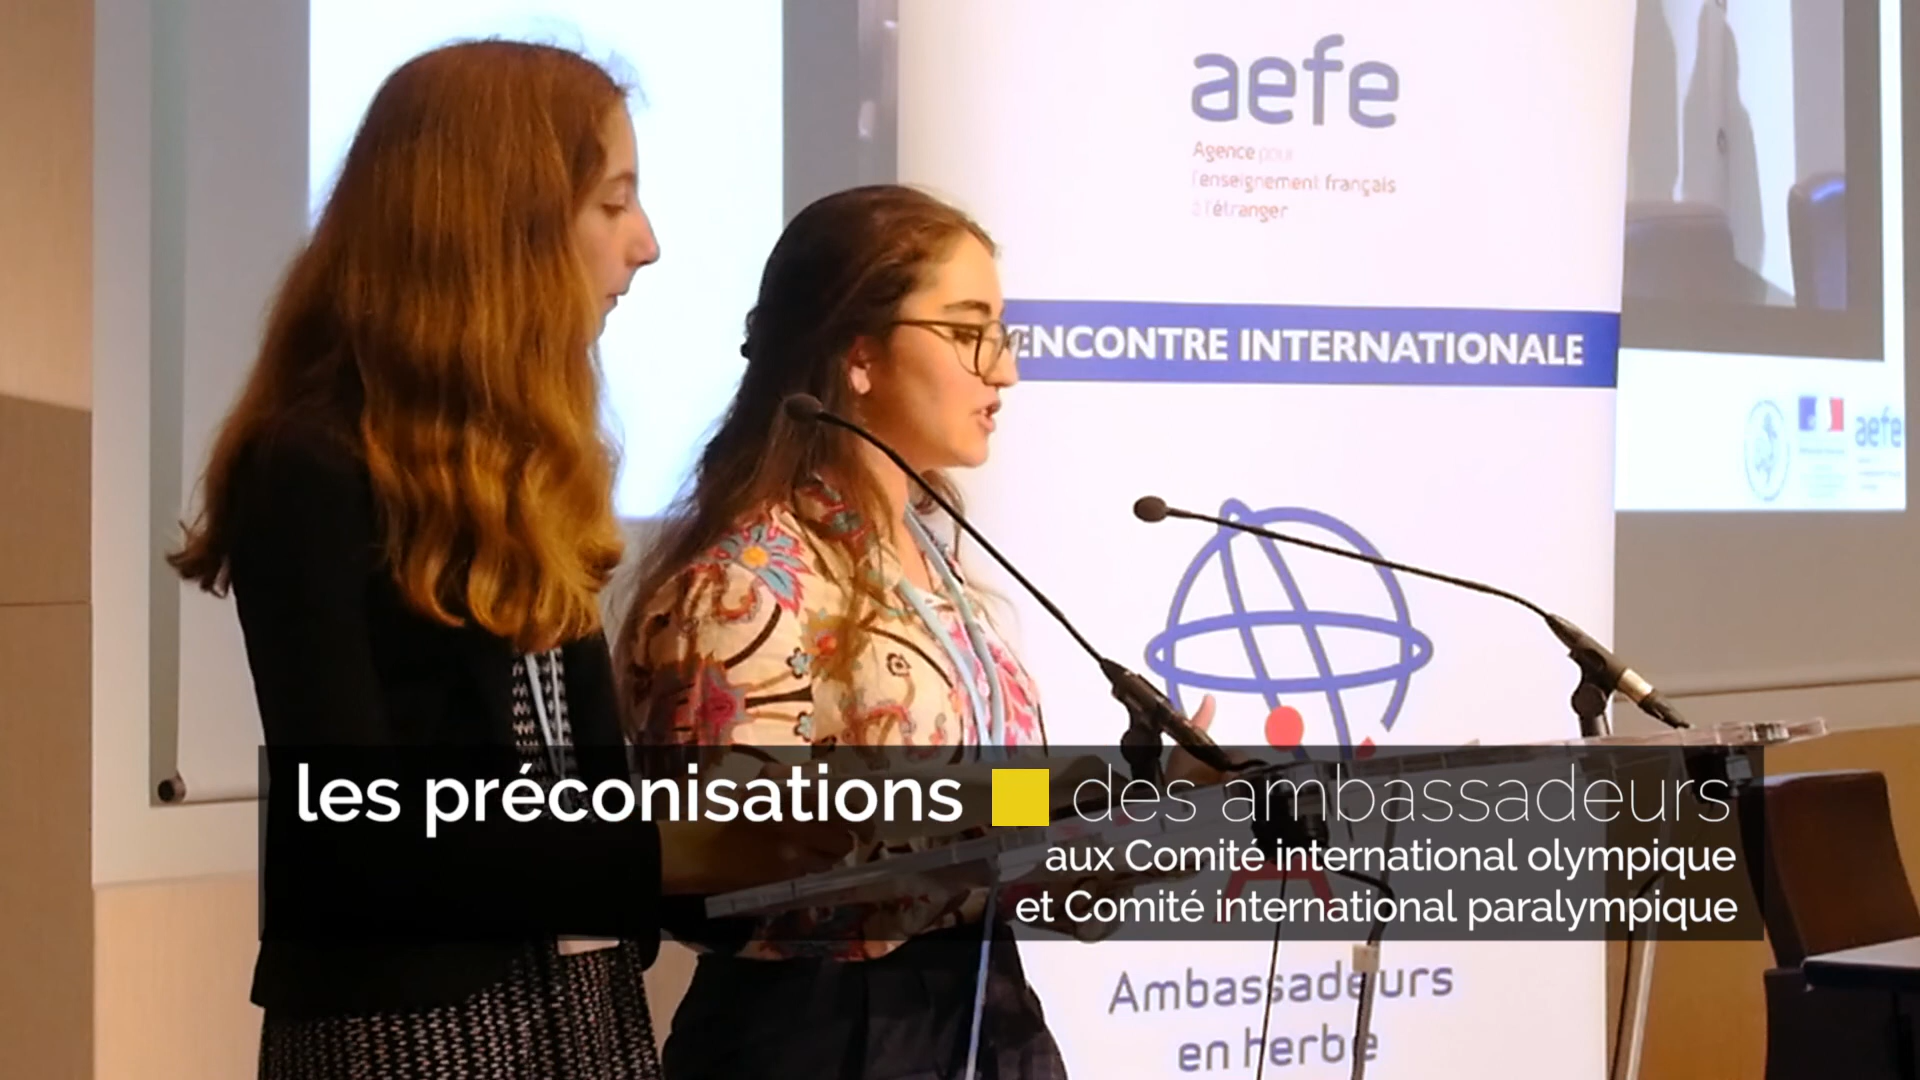 aefe
Agence pour
l'enseignement français
à l'étranger
ENCONTRE INTERNATIONALE
aefe
les préconisations des ambassadeurs
aux Comité international olympique
et Comité international paralympique
Ambassadeurs
en herbe